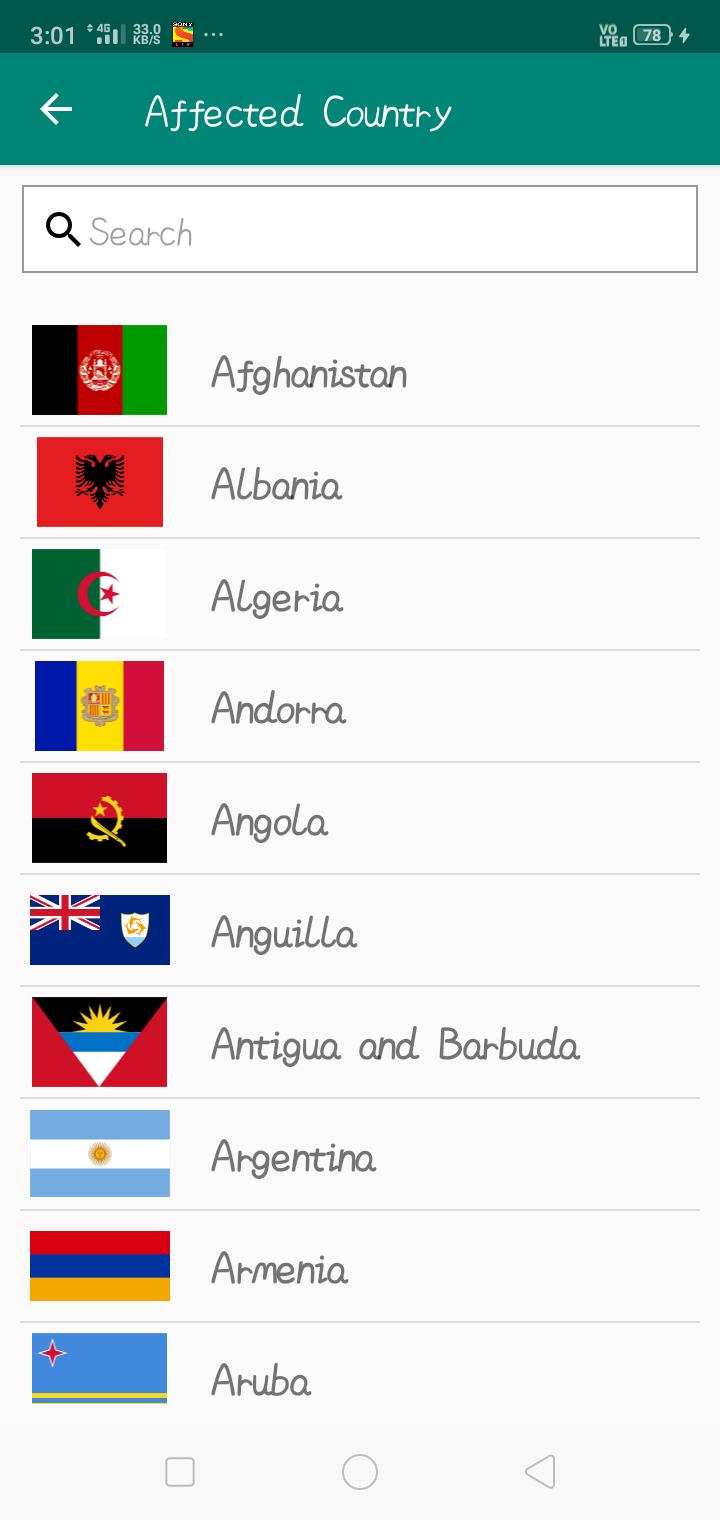 3:01 4G 33.0 KB/S SONY LIV ... VO LTE 1 78
Affected Country
Search
Afghanistan
Albania
Algeria
Andorra
Angola
Anguilla
Antigua and Barbuda
Argentina
Armenia
Aruba